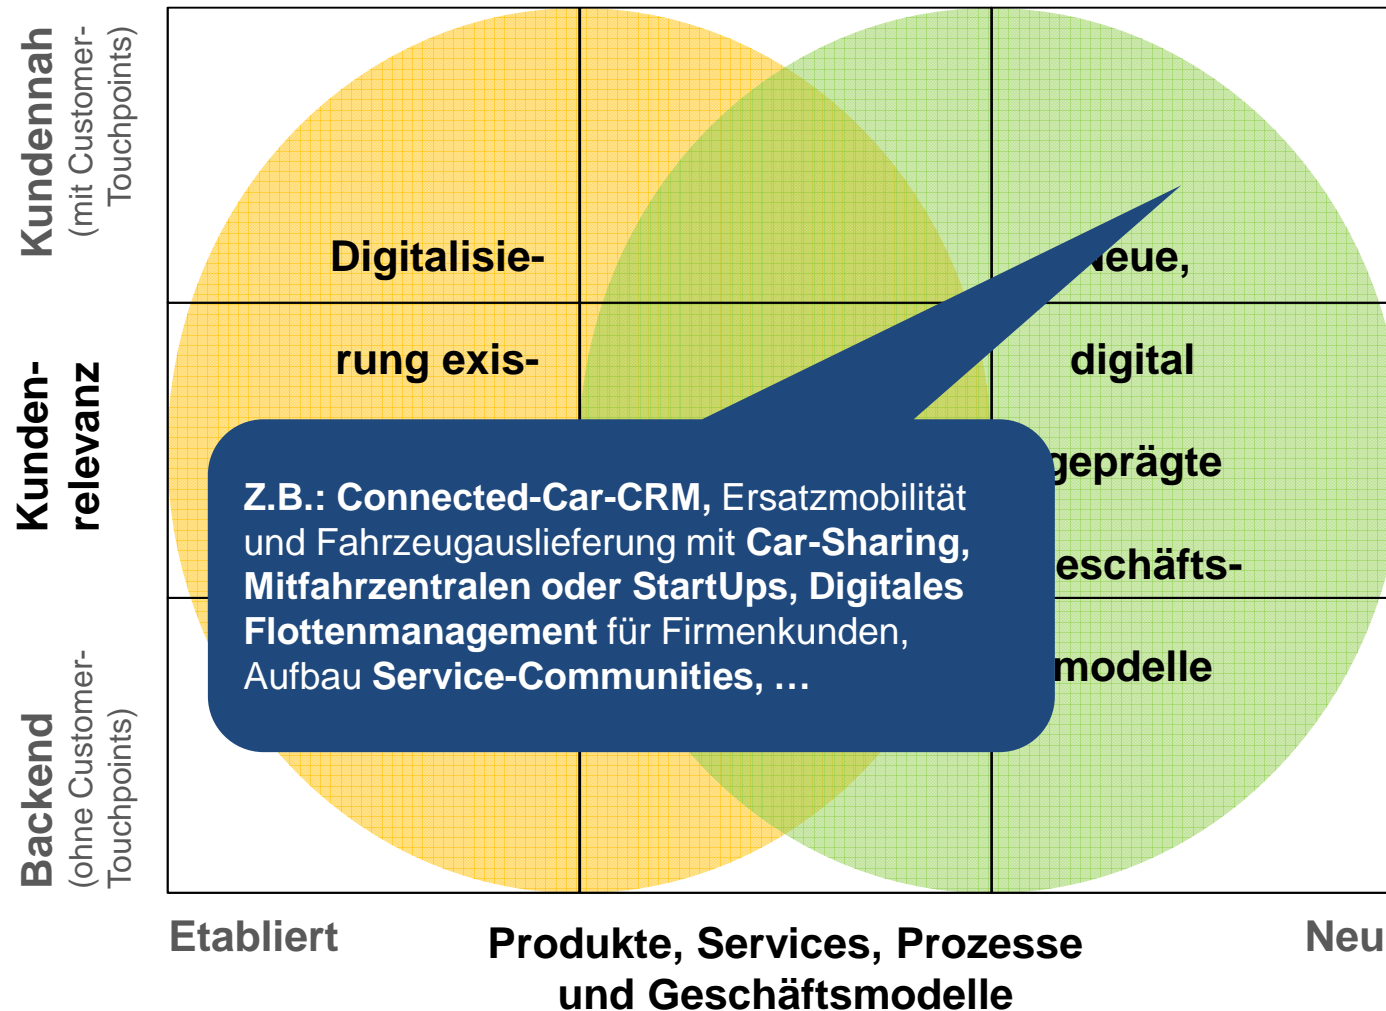 Kundennah
(mit Customer-
Touchpoints)
Kunden-
relevanz
Backend
(ohne Customer-
Touchpoints)
Digitalisie-
rung exis-
Neue,
digital
geprägte
eschäfts-
modelle
Z.B.: Connected-Car-CRM, Ersatzmobilität
und Fahrzeugauslieferung mit Car-Sharing,
Mitfahrzentralen oder StartUps, Digitales
Flottenmanagement für Firmenkunden,
Aufbau Service-Communities, …
Etabliert
Produkte, Services, Prozesse
und Geschäftsmodelle
Neu